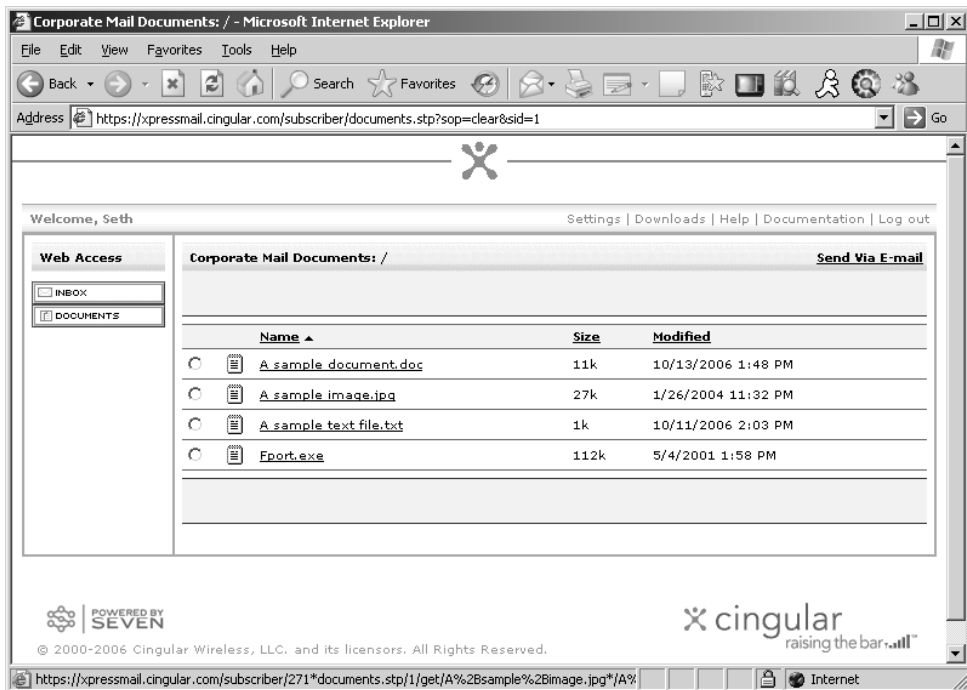 Corporate Mail Documents: / - Microsoft Internet Explorer
File Edit View Favorites Tools Help
Back Search Favorites
Address https://xpressmail.cingular.com/subscriber/documents.stp?sop=clear&sid=1 Go
Welcome, Seth Settings | Downloads | Help | Documentation | Log out
Web Access Corporate Mail Documents: / Send Via E-mail
INBOX
DOCUMENTS
Name Size Modified
A sample document.doc 11k 10/13/2006 1:48 PM
A sample image.jpg 27k 1/26/2004 11:32 PM
A sample text file.txt 1k 10/11/2006 2:03 PM
Fport.exe 112k 5/4/2001 1:58 PM
POWERED BY
SEVEN
cingular
raising the bar
© 2000-2006 Cingular Wireless, LLC. and its licensors. All Rights Reserved.
https://xpressmail.cingular.com/subscriber/271*documents.stp/1/get/A%2Bsample%2Bimage.jpg*/A% Internet